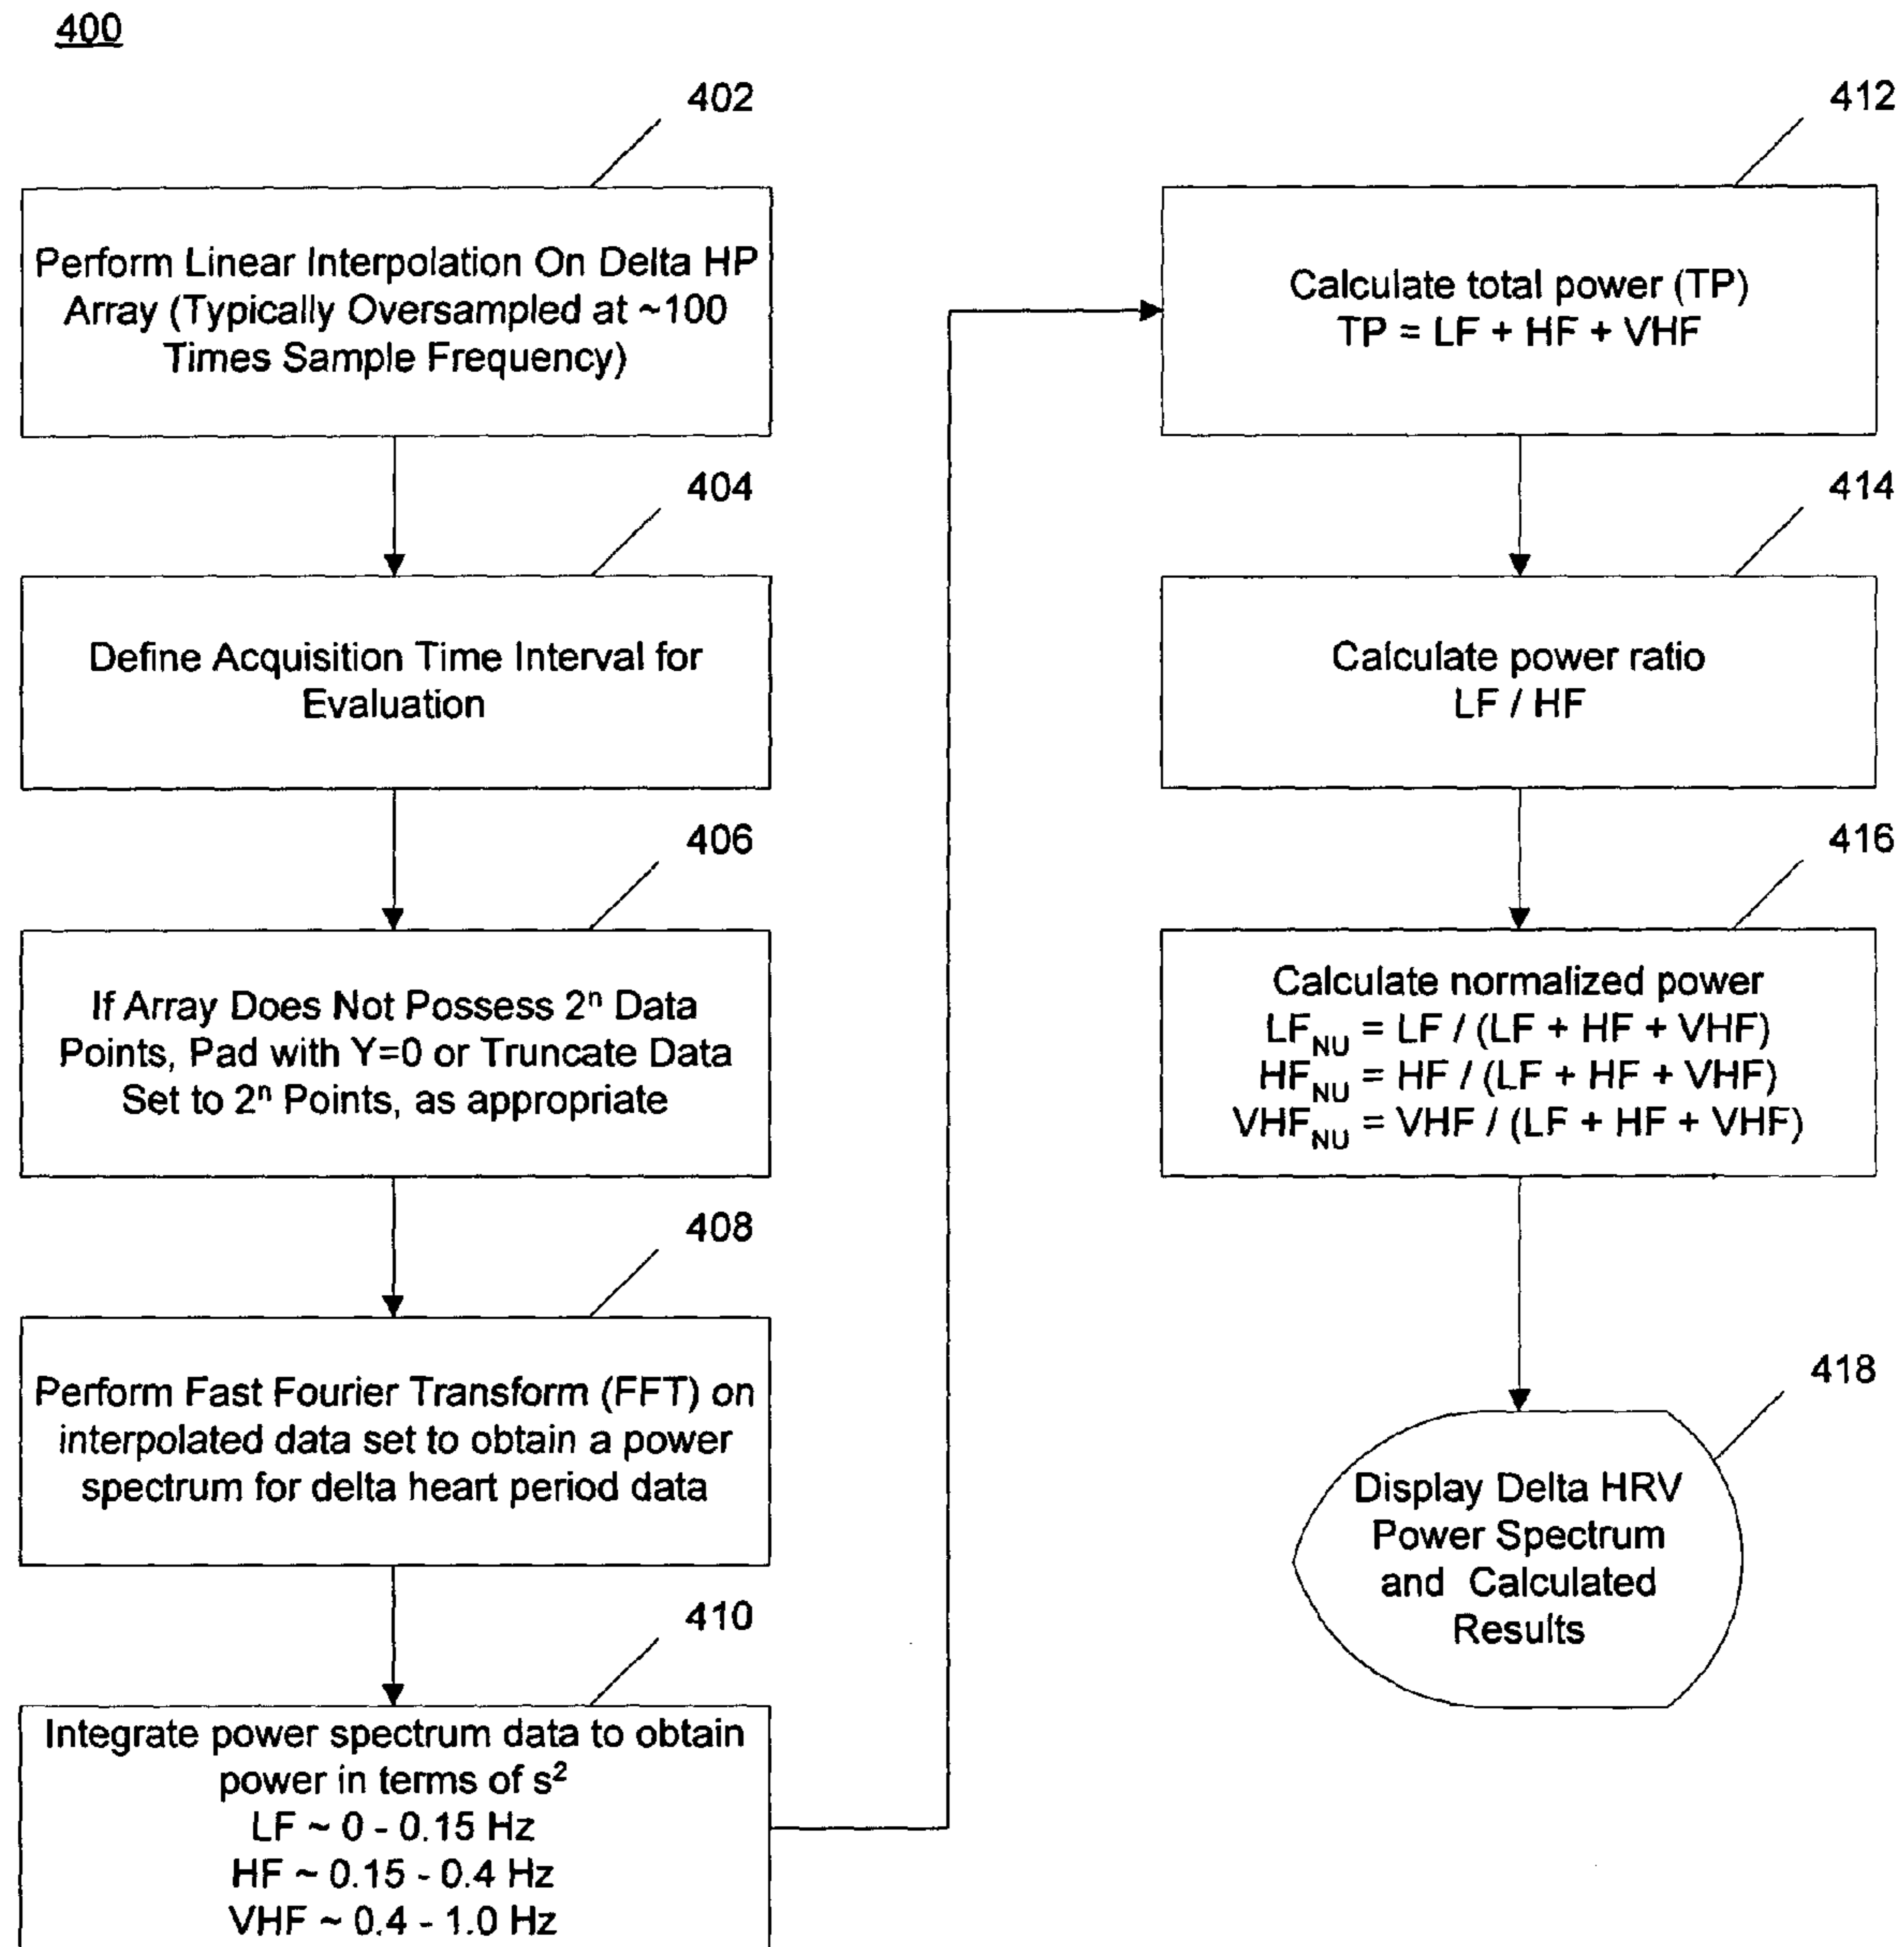 400
402
Perform Linear Interpolation On Delta HP
Array (Typically Oversampled at ~100
Times Sample Frequency)
404
Define Acquisition Time Interval for
Evaluation
406
If Array Does Not Possess 2ⁿ Data
Points, Pad with Y=0 or Truncate Data
Set to 2ⁿ Points, as appropriate
408
Perform Fast Fourier Transform (FFT) on
interpolated data set to obtain a power
spectrum for delta heart period data
410
Integrate power spectrum data to obtain
power in terms of s²
LF ~ 0 - 0.15 Hz
HF ~ 0.15 - 0.4 Hz
VHF ~ 0.4 - 1.0 Hz
412
Calculate total power (TP)
TP = LF + HF + VHF
414
Calculate power ratio
LF / HF
416
Calculate normalized power
LF_NU = LF / (LF + HF + VHF)
HF_NU = HF / (LF + HF + VHF)
VHF_NU = VHF / (LF + HF + VHF)
418
Display Delta HRV
Power Spectrum
and Calculated
Results